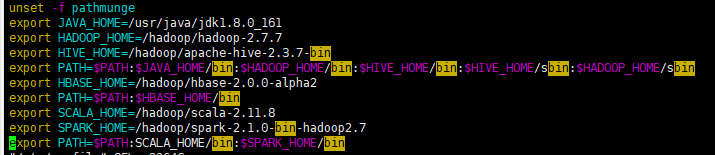 unset -f pathmunge
export JAVA_HOME=/usr/java/jdk1.8.0_161
export HADOOP_HOME=/hadoop/hadoop-2.7.7
export HIVE_HOME=/hadoop/apache-hive-2.3.7-bin
export PATH=$PATH:$JAVA_HOME/bin:$HADOOP_HOME/bin:$HIVE_HOME/bin:$HIVE_HOME/sbin:$HADOOP_HOME/sbin
export HBASE_HOME=/hadoop/hbase-2.0.0-alpha2
export PATH=$PATH:$HBASE_HOME/bin
export SCALA_HOME=/hadoop/scala-2.11.8
export SPARK_HOME=/hadoop/spark-2.1.0-bin-hadoop2.7
export PATH=$PATH:SCALA_HOME/bin:$SPARK_HOME/bin